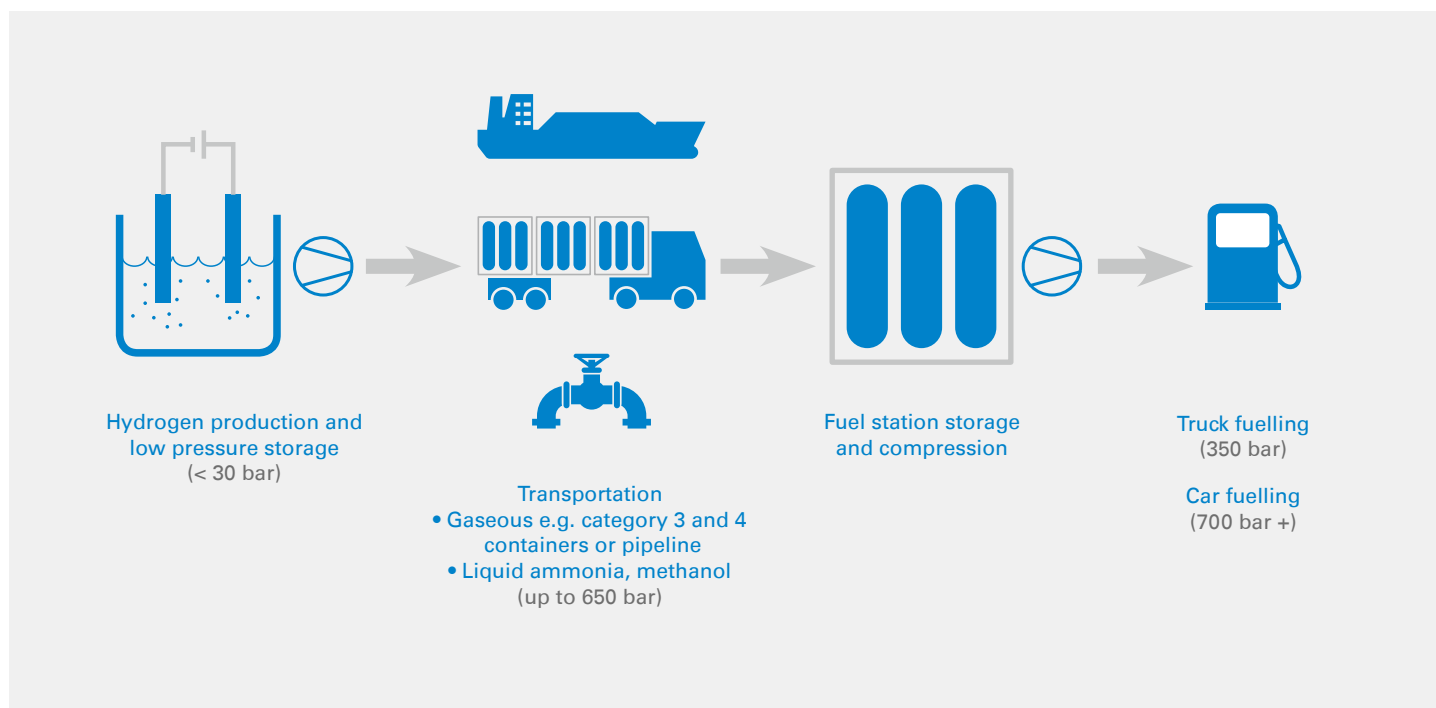 Hydrogen production and
low pressure storage
(< 30 bar)
Transportation
• Gaseous e.g. category 3 and 4
containers or pipeline
• Liquid ammonia, methanol
(up to 650 bar)
Fuel station storage
and compression
Truck fuelling
(350 bar)
Car fuelling
(700 bar +)